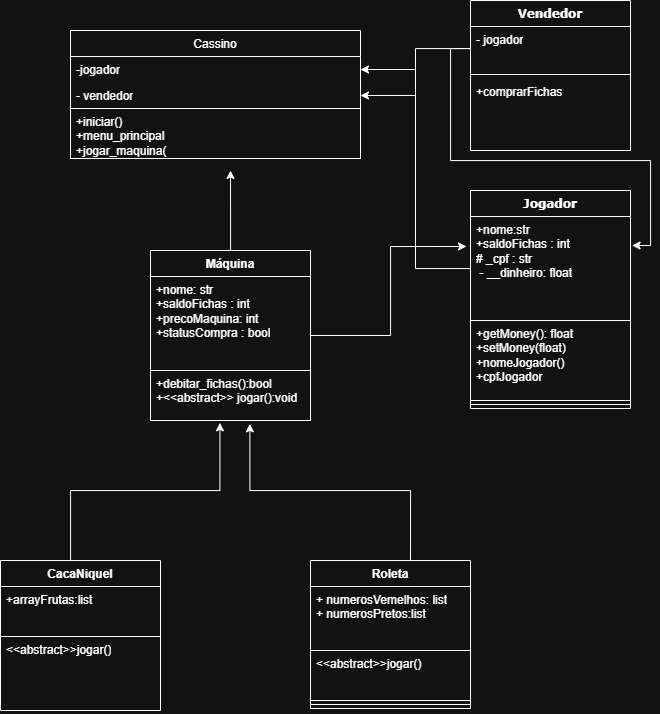 Cassino
-jogador
- vendedor
+iniciar()
+menu_principal
+jogar_maquina(
Vendedor
- jogador
+comprarFichas
Jogador
+nome:str
+saldoFichas : int
# _cpf : str
- __dinheiro: float
+getMoney(): float
+setMoney(float)
+nomeJogador()
+cpfJogador
Máquina
+nome: str
+saldoFichas : int
+precoMaquina: int
+statusCompra : bool
+debitar_fichas():bool
+<<abstract>> jogar():void
CacaNiquel
+arrayFrutas:list
<<abstract>>jogar()
Roleta
+ numerosVemelhos: list
+ numerosPretos:list
<<abstract>>jogar()